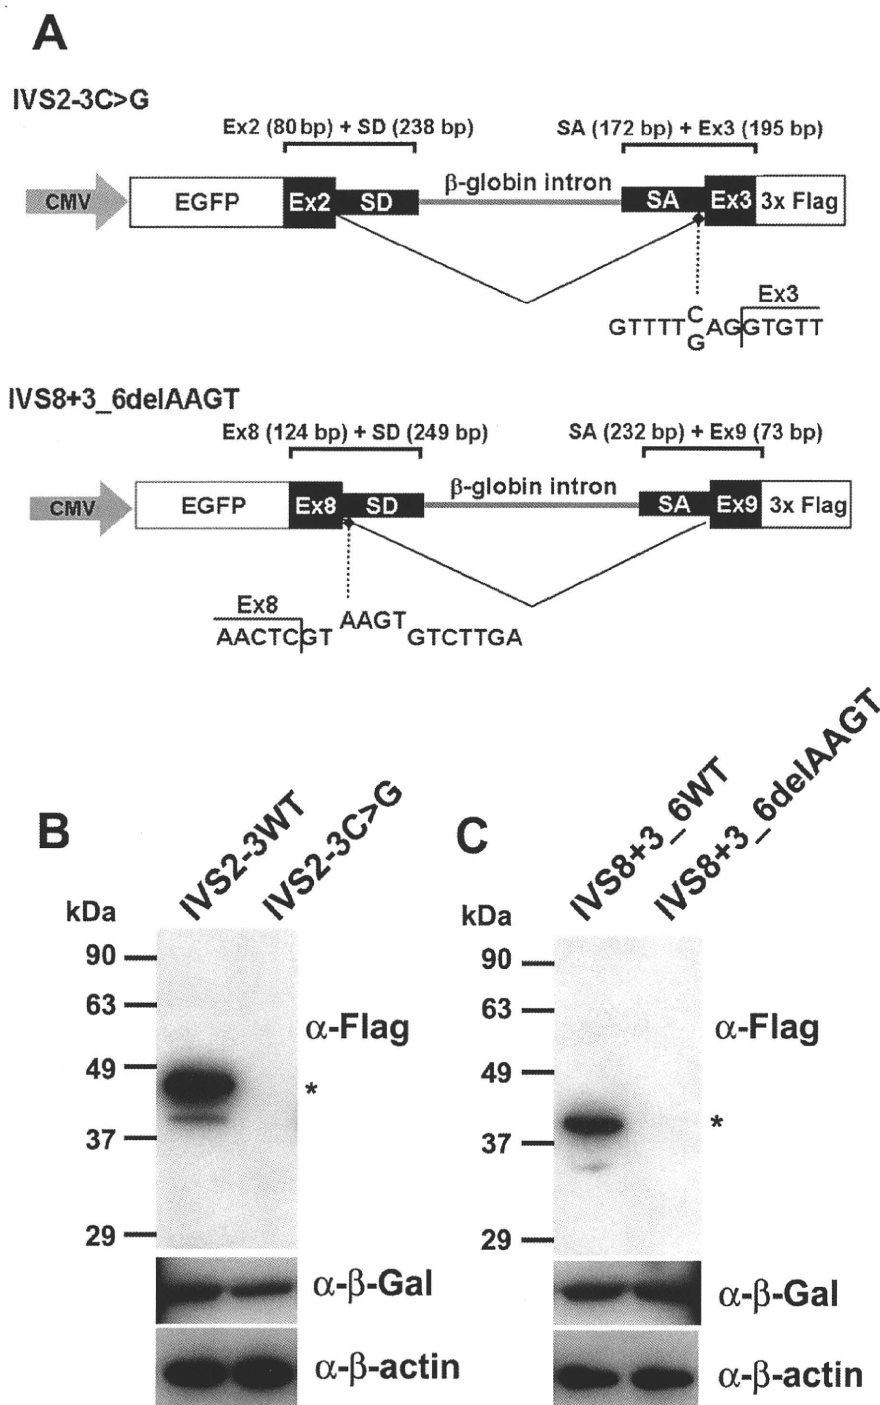 A
IVS2-3C>G
Ex2 (80 bp) + SD (238 bp)
SA (172 bp) + Ex3 (195 bp)
CMV
EGFP
Ex2
SD
β-globin intron
SA
Ex3
3x Flag
Ex3
GTTTT C AGGTGTT
G
IVS8+3_6delAAGT
Ex8 (124 bp) + SD (249 bp)
SA (232 bp) + Ex9 (73 bp)
CMV
EGFP
Ex8
SD
β-globin intron
SA
Ex9
3x Flag
Ex8
AACTCGT AAGT GTCTTGA
B
IVS2-3WT
IVS2-3C>G
kDa
90
63
49
37
29
α-Flag
*
α-β-Gal
α-β-actin
C
IVS8+3_6WT
IVS8+3_6delAAGT
kDa
90
63
49
37
29
α-Flag
*
α-β-Gal
α-β-actin